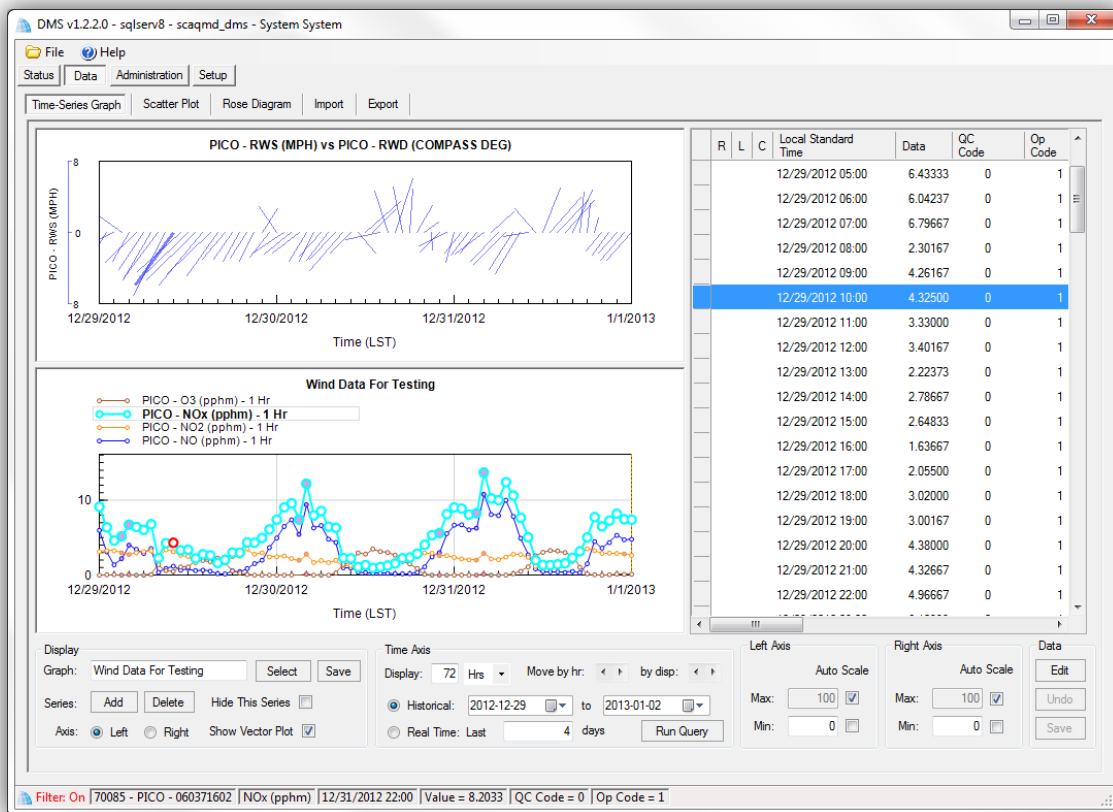 DMS v1.2.2.0 - sqlserv8 - scaqmd_dms - System System
File Help
Status Data Administration Setup
Time-Series Graph Scatter Plot Rose Diagram Import Export
PICO - RWS (MPH) vs PICO - RWD (COMPASS DEG)
8
0
8
PICO - RWS (MPH)
12/29/2012 12/30/2012 12/31/2012 1/1/2013
Time (LST)
Wind Data For Testing
PICO - O3 (pphm) - 1 Hr
PICO - NOx (pphm) - 1 Hr
PICO - NO2 (pphm) - 1 Hr
PICO - NO (pphm) - 1 Hr
10
0
12/29/2012 12/30/2012 12/31/2012 1/1/2013
Time (LST)
R L C Local Standard Time Data QC Code Op Code
12/29/2012 05:00 6.43333 0 1
12/29/2012 06:00 6.04237 0 1
12/29/2012 07:00 6.79667 0 1
12/29/2012 08:00 2.30167 0 1
12/29/2012 09:00 4.26167 0 1
12/29/2012 10:00 4.32500 0 1
12/29/2012 11:00 3.33000 0 1
12/29/2012 12:00 3.40167 0 1
12/29/2012 13:00 2.22373 0 1
12/29/2012 14:00 2.78667 0 1
12/29/2012 15:00 2.64833 0 1
12/29/2012 16:00 1.63667 0 1
12/29/2012 17:00 2.05500 0 1
12/29/2012 18:00 3.02000 0 1
12/29/2012 19:00 3.00167 0 1
12/29/2012 20:00 4.38000 0 1
12/29/2012 21:00 4.32667 0 1
12/29/2012 22:00 4.96667 0 1
Display
Graph: Wind Data For Testing Select Save
Series: Add Delete Hide This Series
Axis: Left Right Show Vector Plot
Time Axis
Display: 72 Hrs Move by hr: by disp:
Historical: 2012-12-29 to 2013-01-02
Real Time: Last 4 days Run Query
Left Axis
Auto Scale
Max: 100
Min: 0
Right Axis
Auto Scale
Max: 100
Min: 0
Data
Edit
Undo
Save
Filter: On 70085 - PICO - 060371602 NOx (pphm) 12/31/2012 22:00 Value = 8.2033 QC Code = 0 Op Code = 1